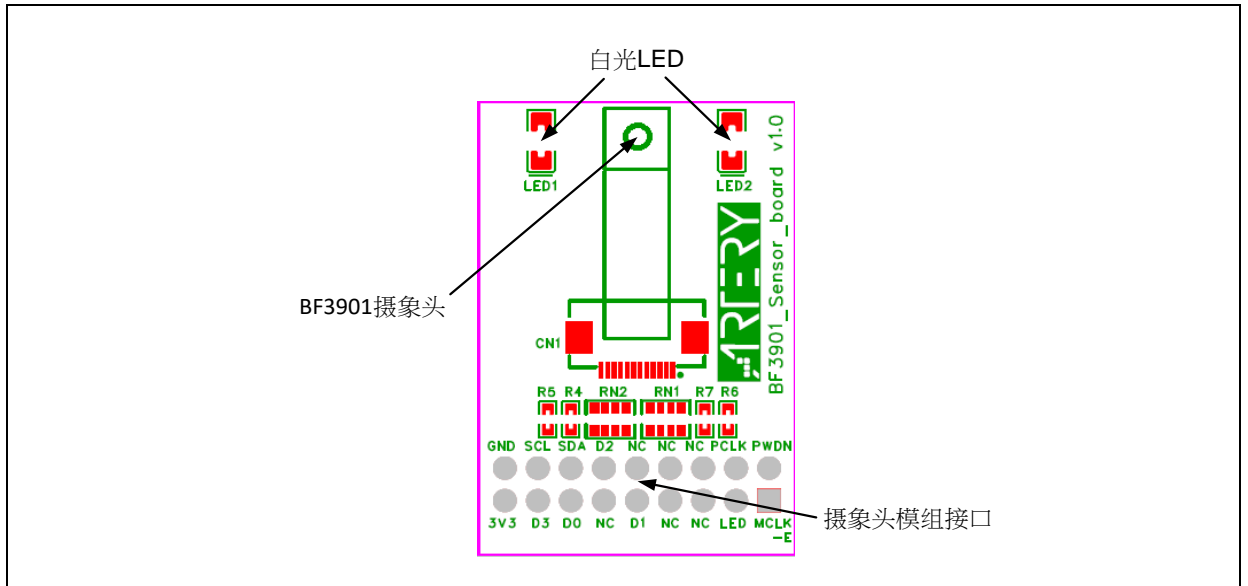 白光LED
LED1
LED2
BF3901_Sensor_board v1.0
ARTERY
BF3901摄象头
CN1
R5 R4 RN2 RN1 R7 R6
GND SCL SDA D2 NC NC NC PCLK PWDN
3V3 D3 D0 NC D1 NC NC LED MCLK
-E
摄象头模组接口